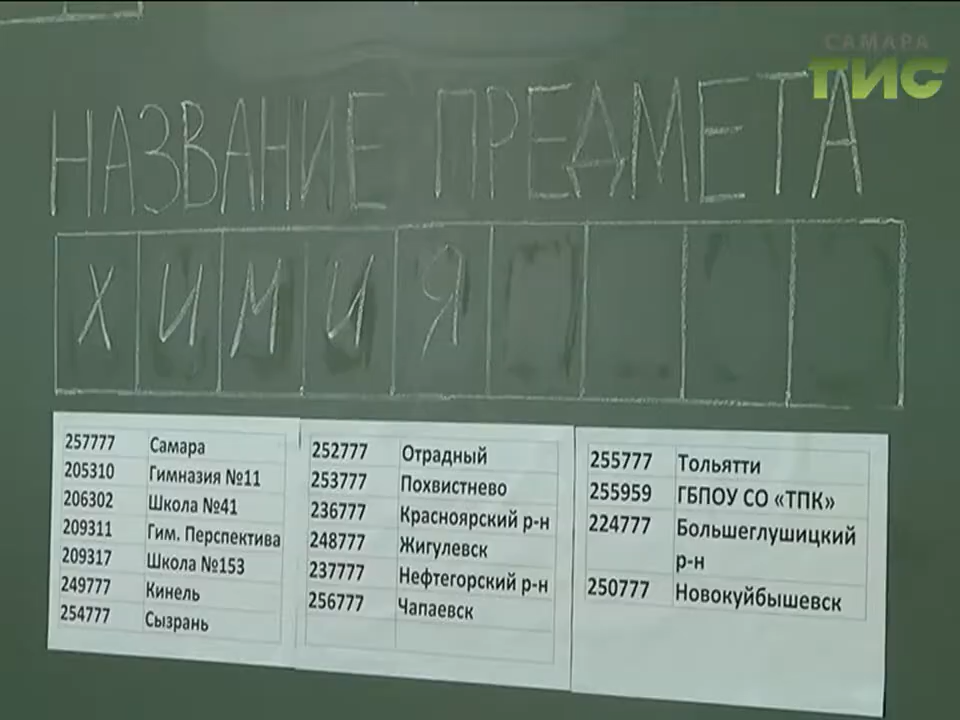 САМАРА
ТИС
НАЗВАНИЕ ПРЕДМЕТА
ХИМИЯ
257777 Самара
205310 Гимназия №11
206302 Школа №41
209311 Гим. Перспектива
209317 Школа №153
249777 Кинель
254777 Сызрань
252777 Отрадный
253777 Похвистнево
236777 Красноярский р-н
248777 Жигулевск
237777 Нефтегорский р-н
256777 Чапаевск
255777 Тольятти
255959 ГБПОУ СО «ТПК»
224777 Большеглушицкий
р-н
250777 Новокуйбышевск